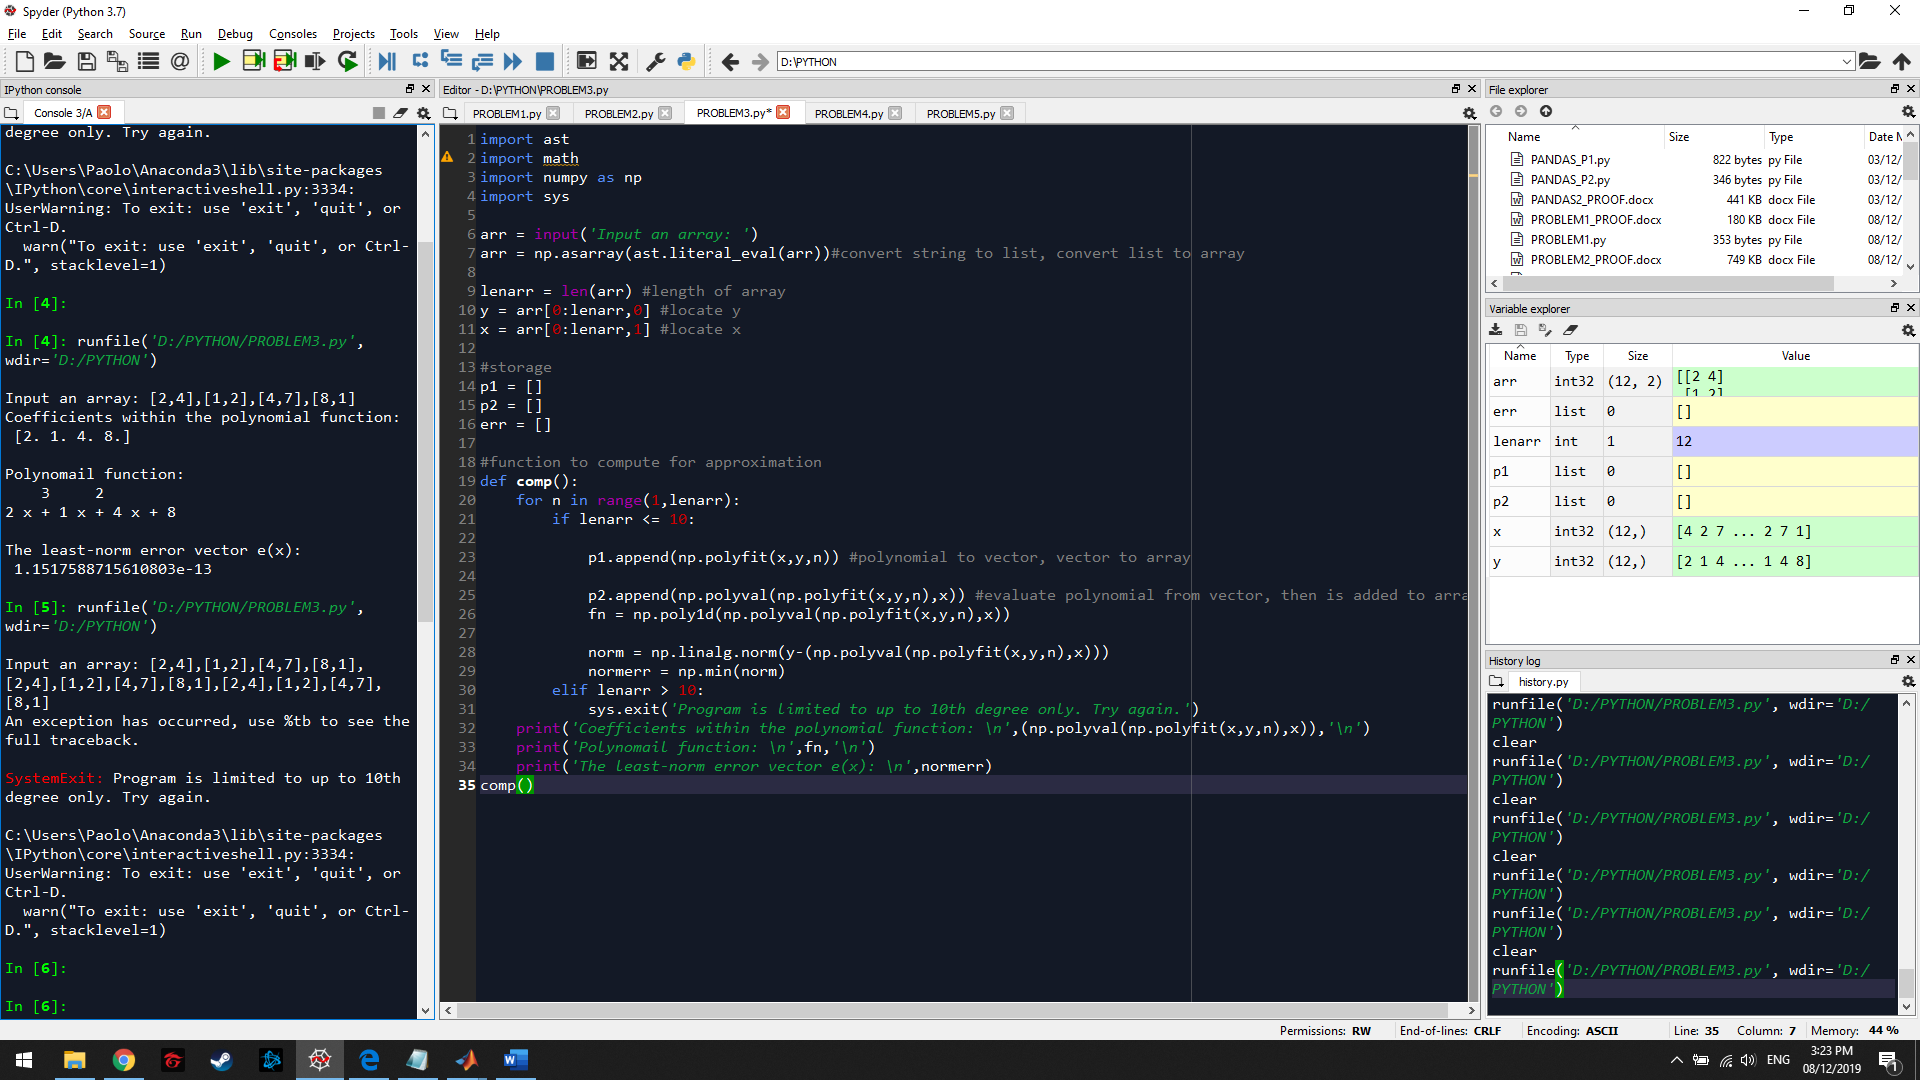 Spyder (Python 3.7)
File Edit Search Source Run Debug Consoles Projects Tools View Help
D:\PYTHON
IPython console
Console 3/A
degree only. Try again.
C:\Users\Paolo\Anaconda3\lib\site-packages
\IPython\core\interactiveshell.py:3334:
UserWarning: To exit: use 'exit', 'quit', or
Ctrl-D.
warn("To exit: use 'exit', 'quit', or Ctrl-
D.", stacklevel=1)
In [4]:
In [4]: runfile('D:/PYTHON/PROBLEM3.py',
wdir='D:/PYTHON')
Input an array: [2,4],[1,2],[4,7],[8,1]
Coefficients within the polynomial function:
[2. 1. 4. 8.]
Polynomail function:
3 2
2 x + 1 x + 4 x + 8
The least-norm error vector e(x):
1.1517588715610803e-13
In [5]: runfile('D:/PYTHON/PROBLEM3.py',
wdir='D:/PYTHON')
Input an array: [2,4],[1,2],[4,7],[8,1],
[2,4],[1,2],[4,7],[8,1],[2,4],[1,2],[4,7],
[8,1]
An exception has occurred, use %tb to see the
full traceback.
SystemExit: Program is limited to up to 10th
degree only. Try again.
C:\Users\Paolo\Anaconda3\lib\site-packages
\IPython\core\interactiveshell.py:3334:
UserWarning: To exit: use 'exit', 'quit', or
Ctrl-D.
warn("To exit: use 'exit', 'quit', or Ctrl-
D.", stacklevel=1)
In [6]:
In [6]:
Editor - D:\PYTHON\PROBLEM3.py
PROBLEM1.py PROBLEM2.py PROBLEM3.py* PROBLEM4.py PROBLEM5.py
1 import ast
2 import math
3 import numpy as np
4 import sys
5
6 arr = input('Input an array: ')
7 arr = np.asarray(ast.literal_eval(arr))#convert string to list, convert list to array
8
9 lenarr = len(arr) #length of array
10 y = arr[0:lenarr,0] #locate y
11 x = arr[0:lenarr,1] #locate x
12
13 #storage
14 p1 = []
15 p2 = []
16 err = []
17
18 #function to compute for approximation
19 def comp():
20 for n in range(1,lenarr):
21 if lenarr <= 10:
22
23 p1.append(np.polyfit(x,y,n)) #polynomial to vector, vector to array
24
25 p2.append(np.polyval(np.polyfit(x,y,n),x)) #evaluate polynomial from vector, then is added to arra
26 fn = np.poly1d(np.polyval(np.polyfit(x,y,n),x))
27
28 norm = np.linalg.norm(y-(np.polyval(np.polyfit(x,y,n),x)))
29 normerr = np.min(norm)
30 elif lenarr > 10:
31 sys.exit('Program is limited to up to 10th degree only. Try again.')
32 print('Coefficients within the polynomial function: \n',(np.polyval(np.polyfit(x,y,n),x)),'\n')
33 print('Polynomail function: \n',fn,'\n')
34 print('The least-norm error vector e(x): \n',normerr)
35 comp()
File explorer
Name Size Type Date M
PANDAS_P1.py 822 bytes py File 03/12/
PANDAS_P2.py 346 bytes py File 03/12/
PANDAS2_PROOF.docx 441 KB docx File 03/12/
PROBLEM1_PROOF.docx 180 KB docx File 08/12/
PROBLEM1.py 353 bytes py File 08/12/
PROBLEM2_PROOF.docx 749 KB docx File 08/12/
Variable explorer
Name Type Size Value
arr int32 (12, 2) [[2 4]
[1 2]
err list 0 []
lenarr int 1 12
p1 list 0 []
p2 list 0 []
x int32 (12,) [4 2 7 ... 2 7 1]
y int32 (12,) [2 1 4 ... 1 4 8]
History log
history.py
runfile('D:/PYTHON/PROBLEM3.py', wdir='D:/
PYTHON')
clear
runfile('D:/PYTHON/PROBLEM3.py', wdir='D:/
PYTHON')
clear
runfile('D:/PYTHON/PROBLEM3.py', wdir='D:/
PYTHON')
clear
runfile('D:/PYTHON/PROBLEM3.py', wdir='D:/
PYTHON')
runfile('D:/PYTHON/PROBLEM3.py', wdir='D:/
PYTHON')
clear
runfile('D:/PYTHON/PROBLEM3.py', wdir='D:/
PYTHON')
Permissions: RW End-of-lines: CRLF Encoding: ASCII Line: 35 Column: 7 Memory: 44 %
ENG
3:23 PM
08/12/2019
1